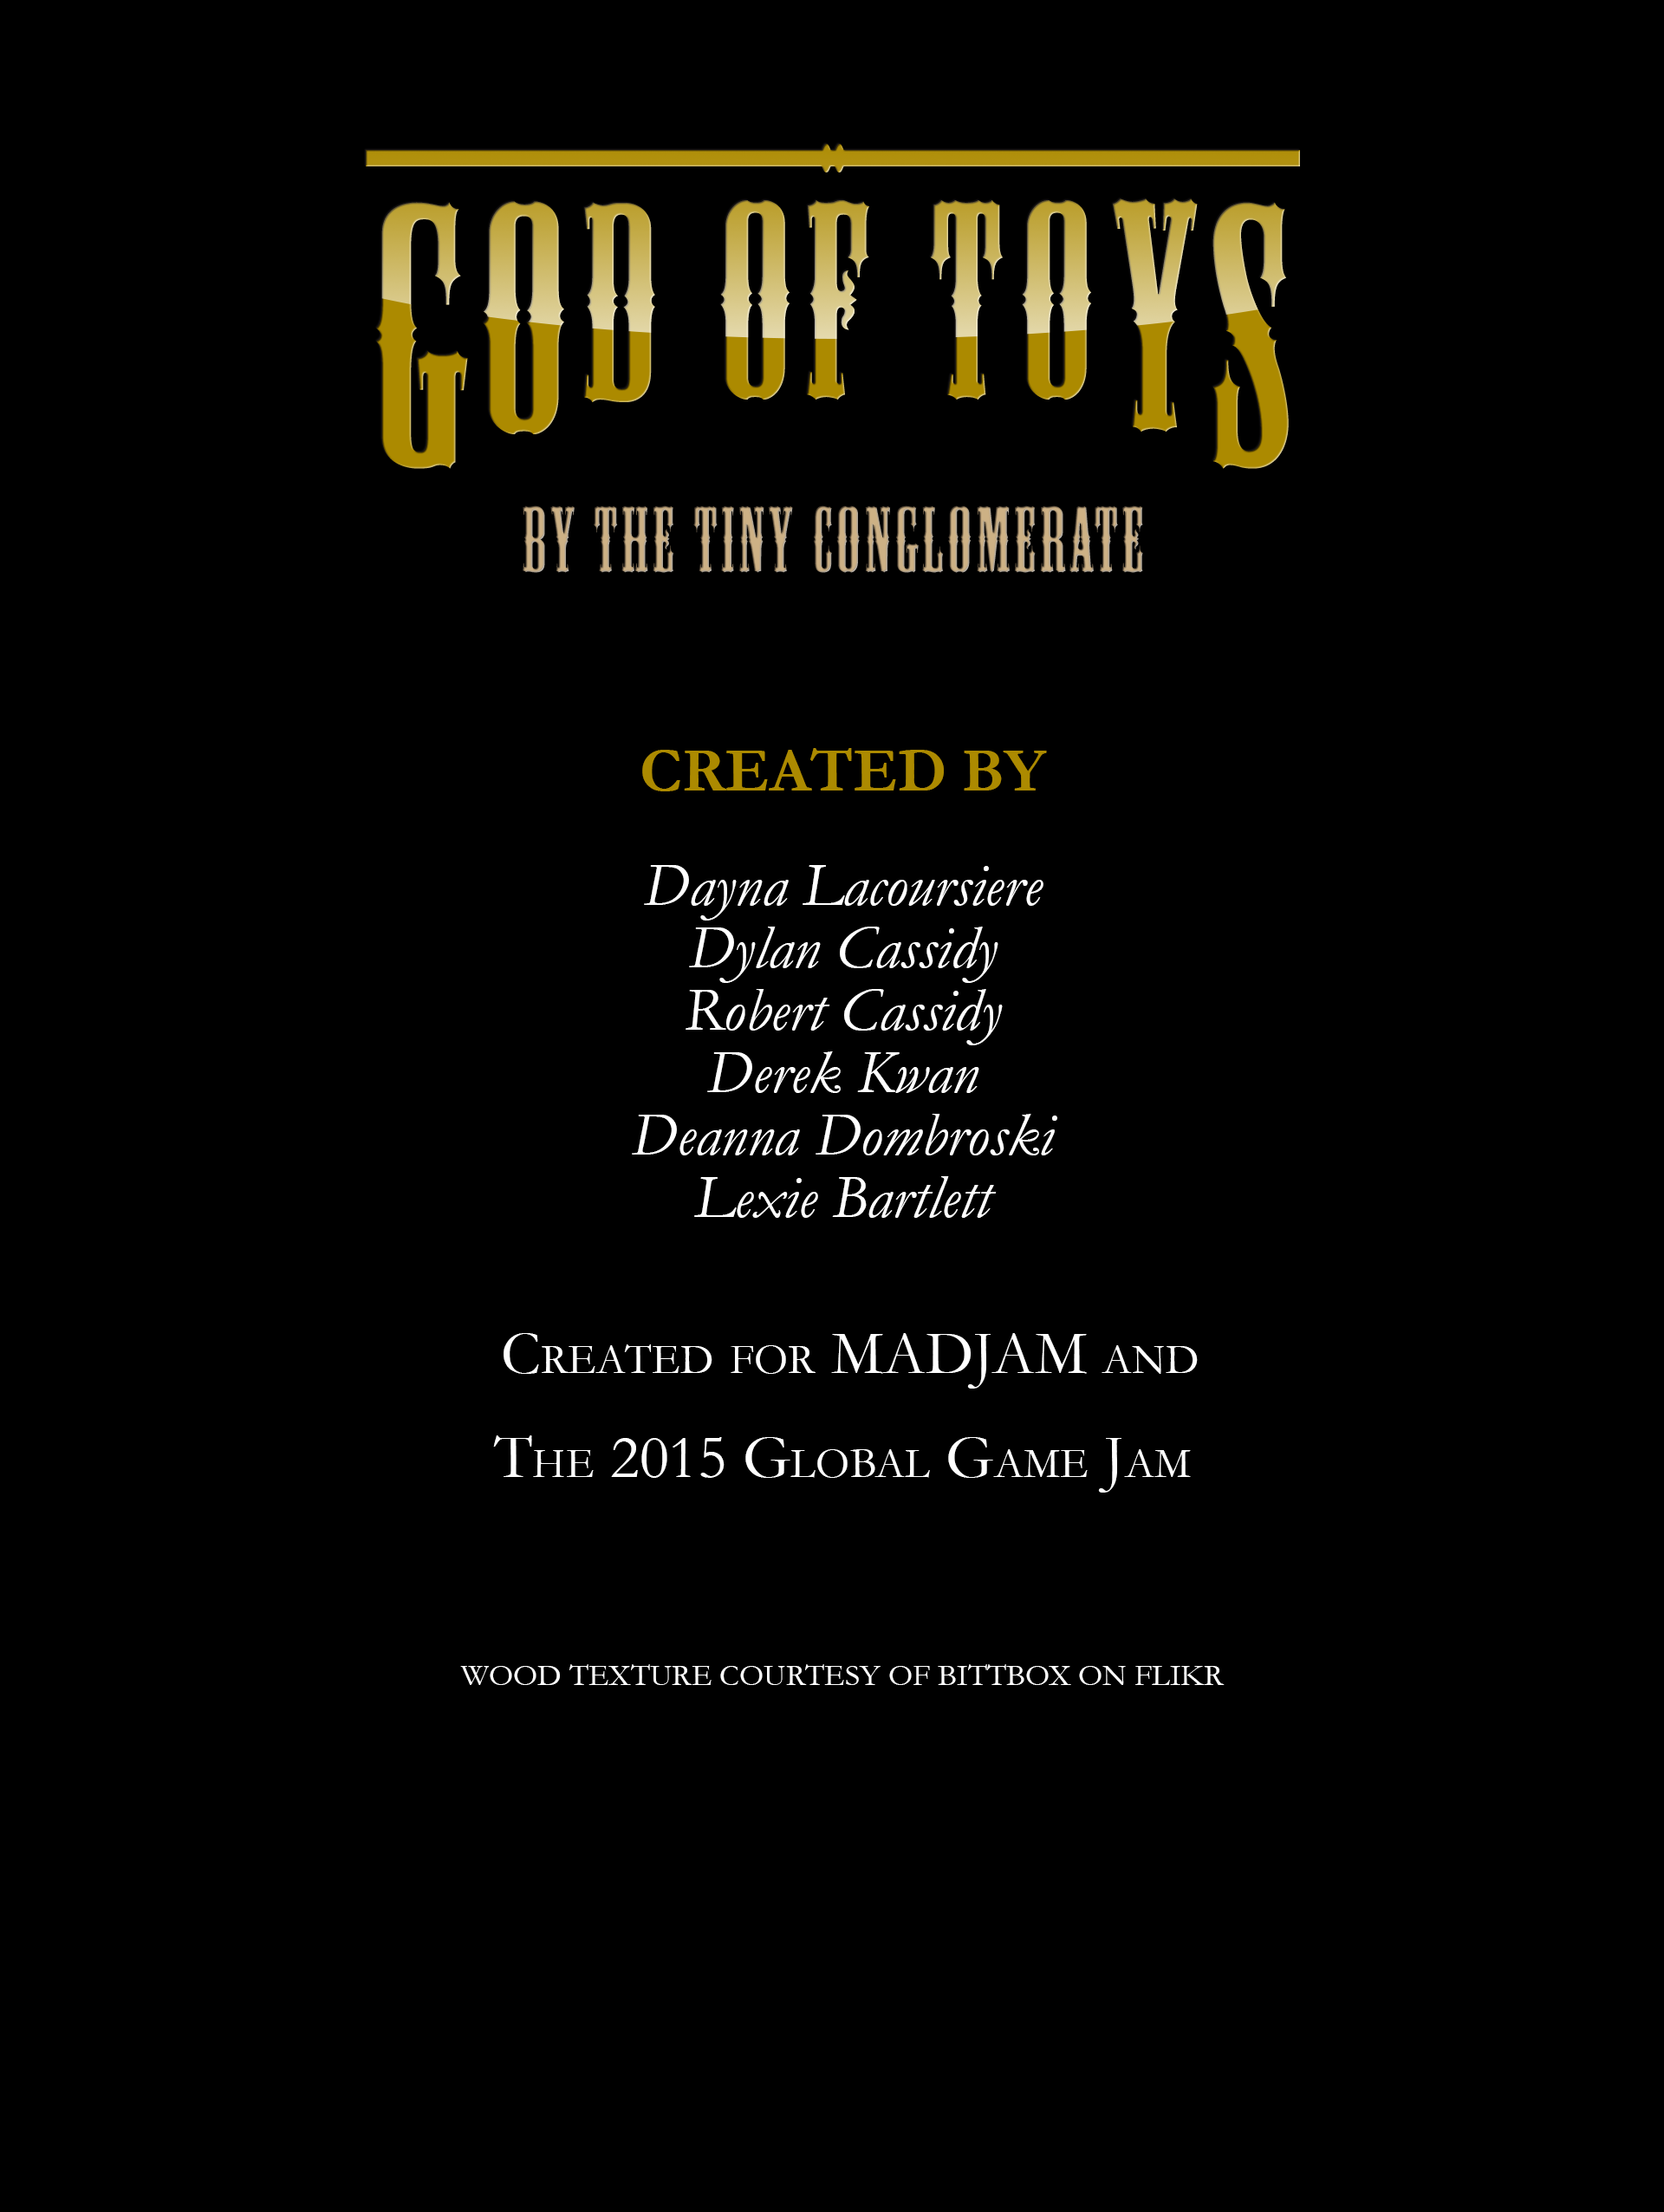 GOD OF TOYS
BY THE TINY CONGLOMERATE
CREATED BY
Dayna Lacoursiere
Dylan Cassidy
Robert Cassidy
Derek Kwan
Deanna Dombroski
Lexie Bartlett
Created for MADJAM and
The 2015 Global Game Jam
WOOD TEXTURE COURTESY OF BITTBOX ON FLIKR